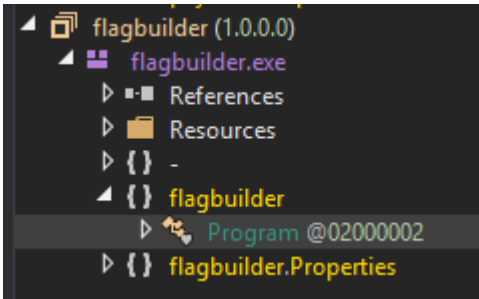 flagbuilder (1.0.0.0)
flagbuilder.exe
References
Resources
{ } -
{ } flagbuilder
Program @02000002
{ } flagbuilder.Properties